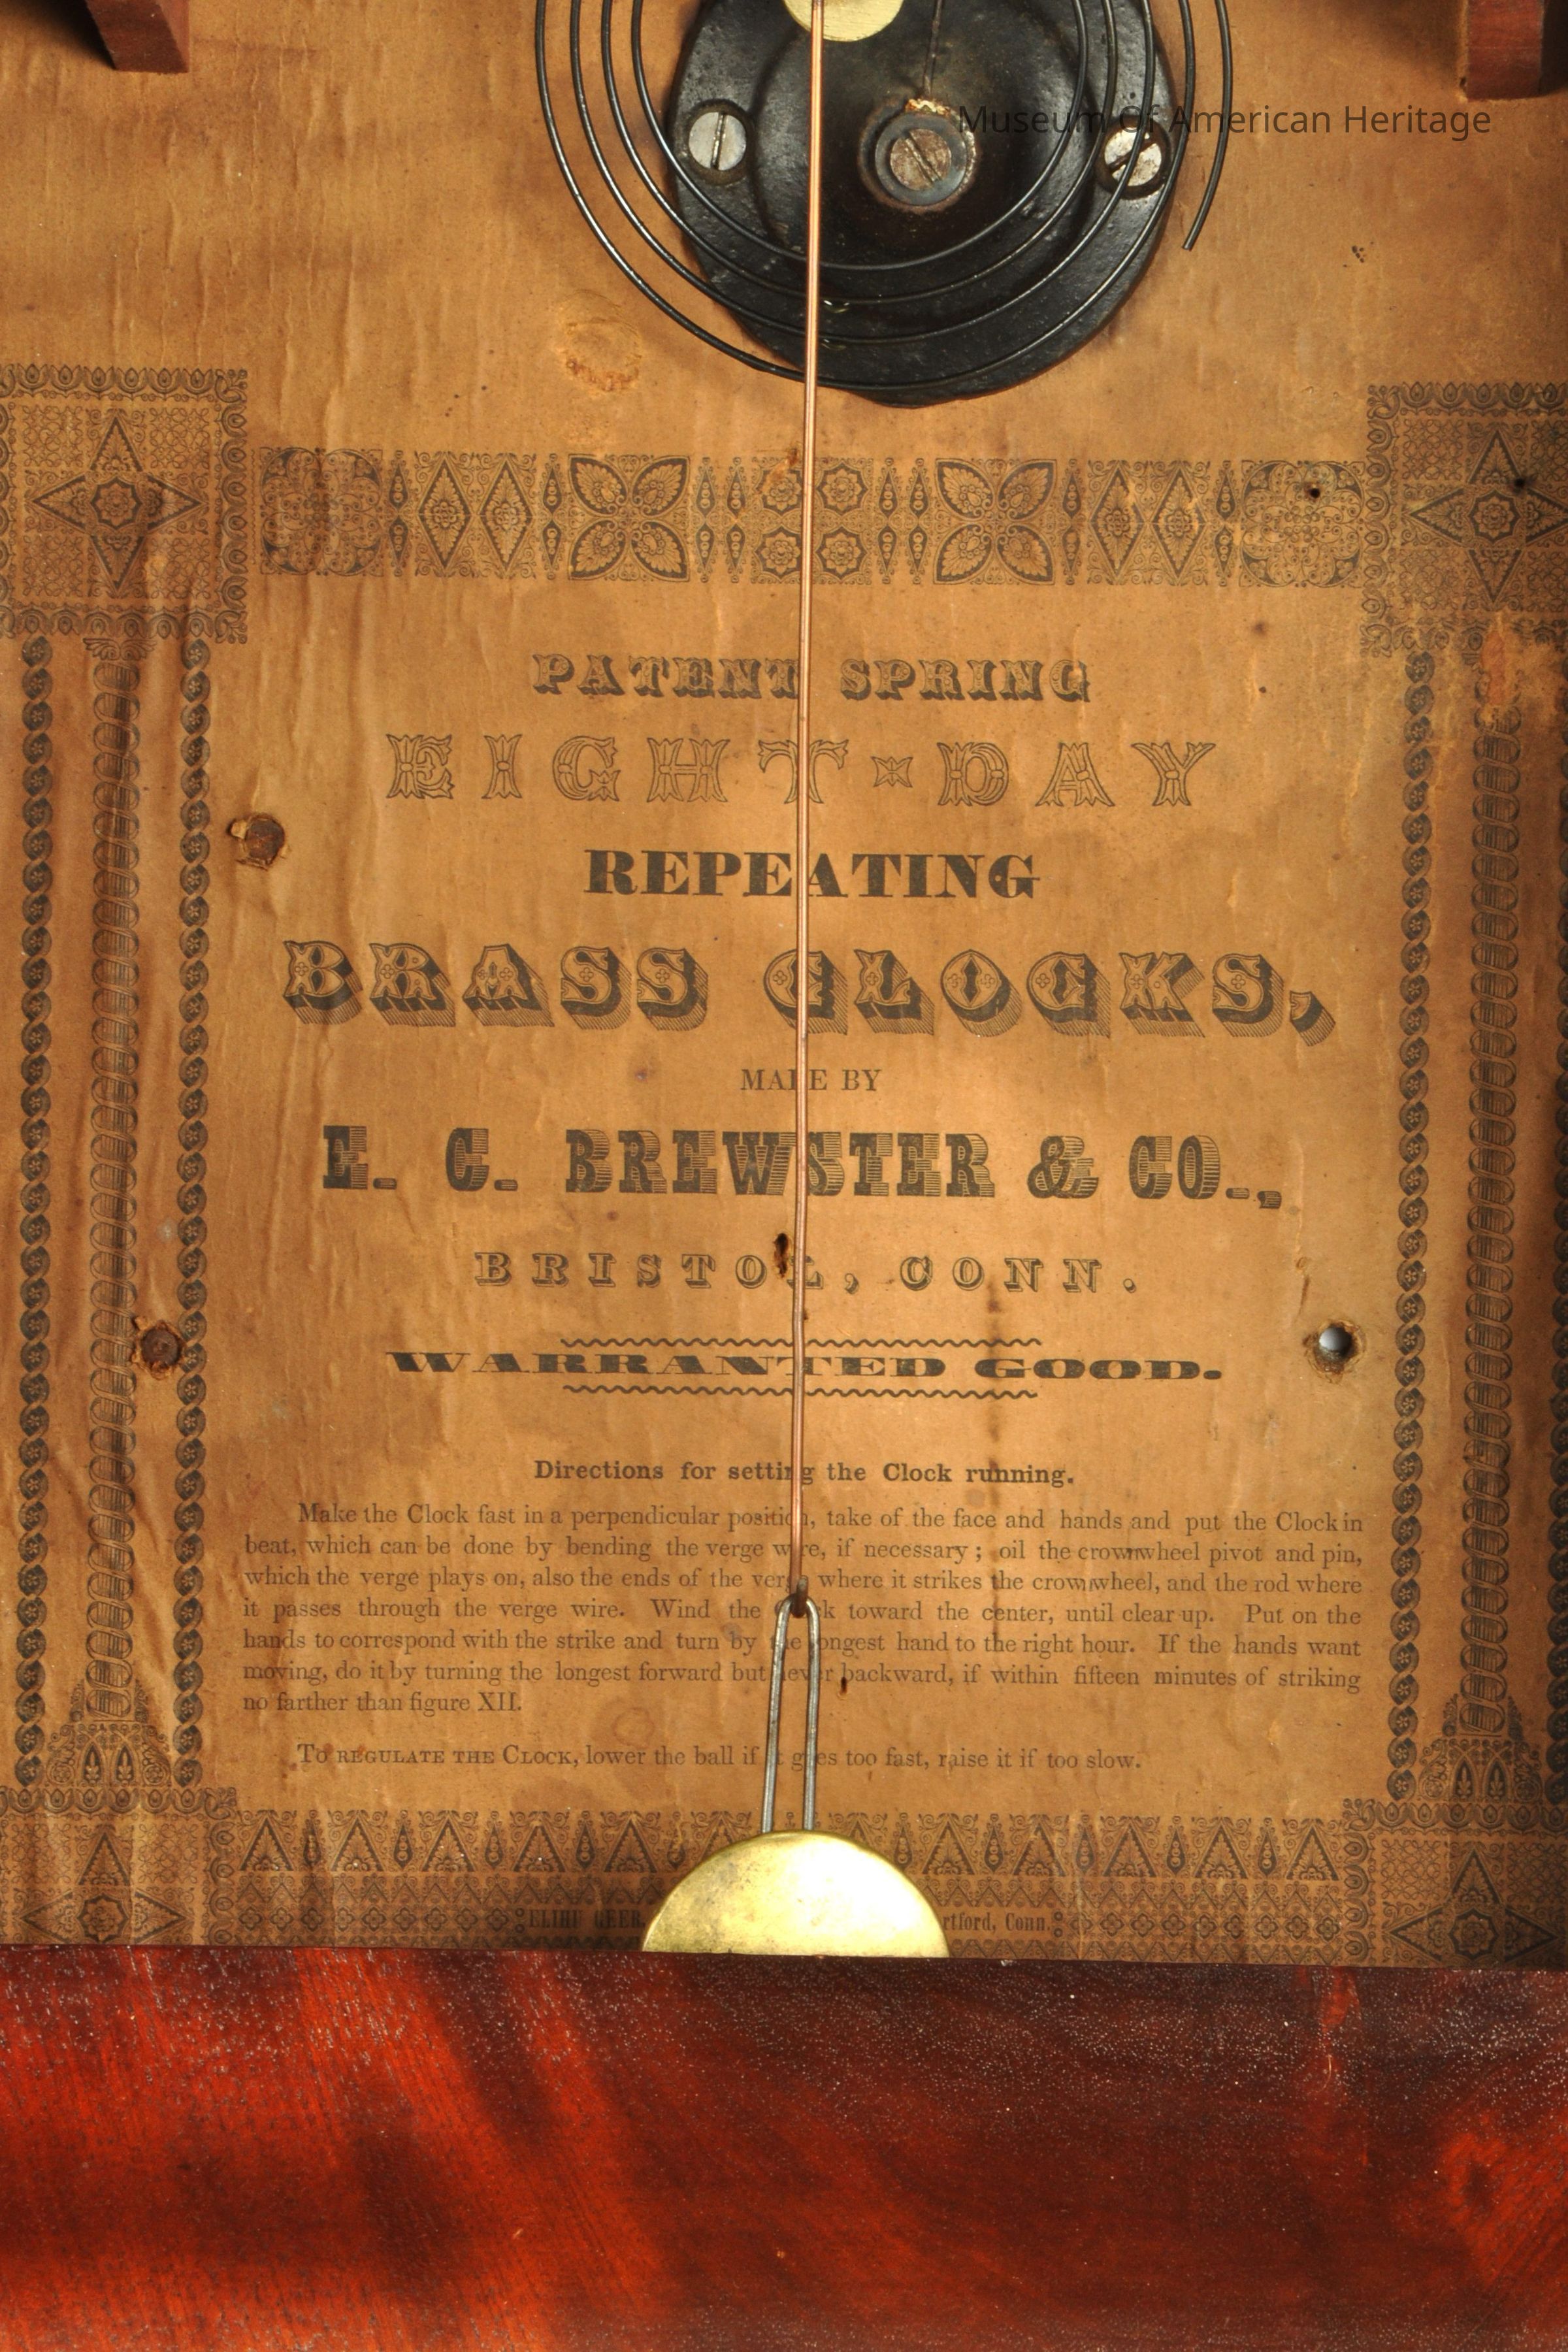 Museum Of American Heritage
PATENT SPRING
EIGHT-DAY
REPEATING
BRASS CLOCKS,
MADE BY
E. C. BREWSTER & CO.,
BRISTOL, CONN.
WARRANTED GOOD.
Directions for setting the Clock running.
Make the Clock fast in a perpendicular position, take of the face and hands and put the Clock in
beat, which can be done by bending the verge wire, if necessary; oil the crownwheel pivot and pin,
which the verge plays on, also the ends of the verge where it strikes the crownwheel, and the rod where
it passes through the verge wire. Wind the Clock toward the center, until clear up. Put on the
hands to correspond with the strike and turn by the longest hand to the right hour. If the hands want
moving, do it by turning the longest forward but never backward, if within fifteen minutes of striking
no farther than figure XII.
To REGULATE THE CLOCK, lower the ball if it goes too fast, raise it if too slow.
ELIHU GEER, rtford, Conn.